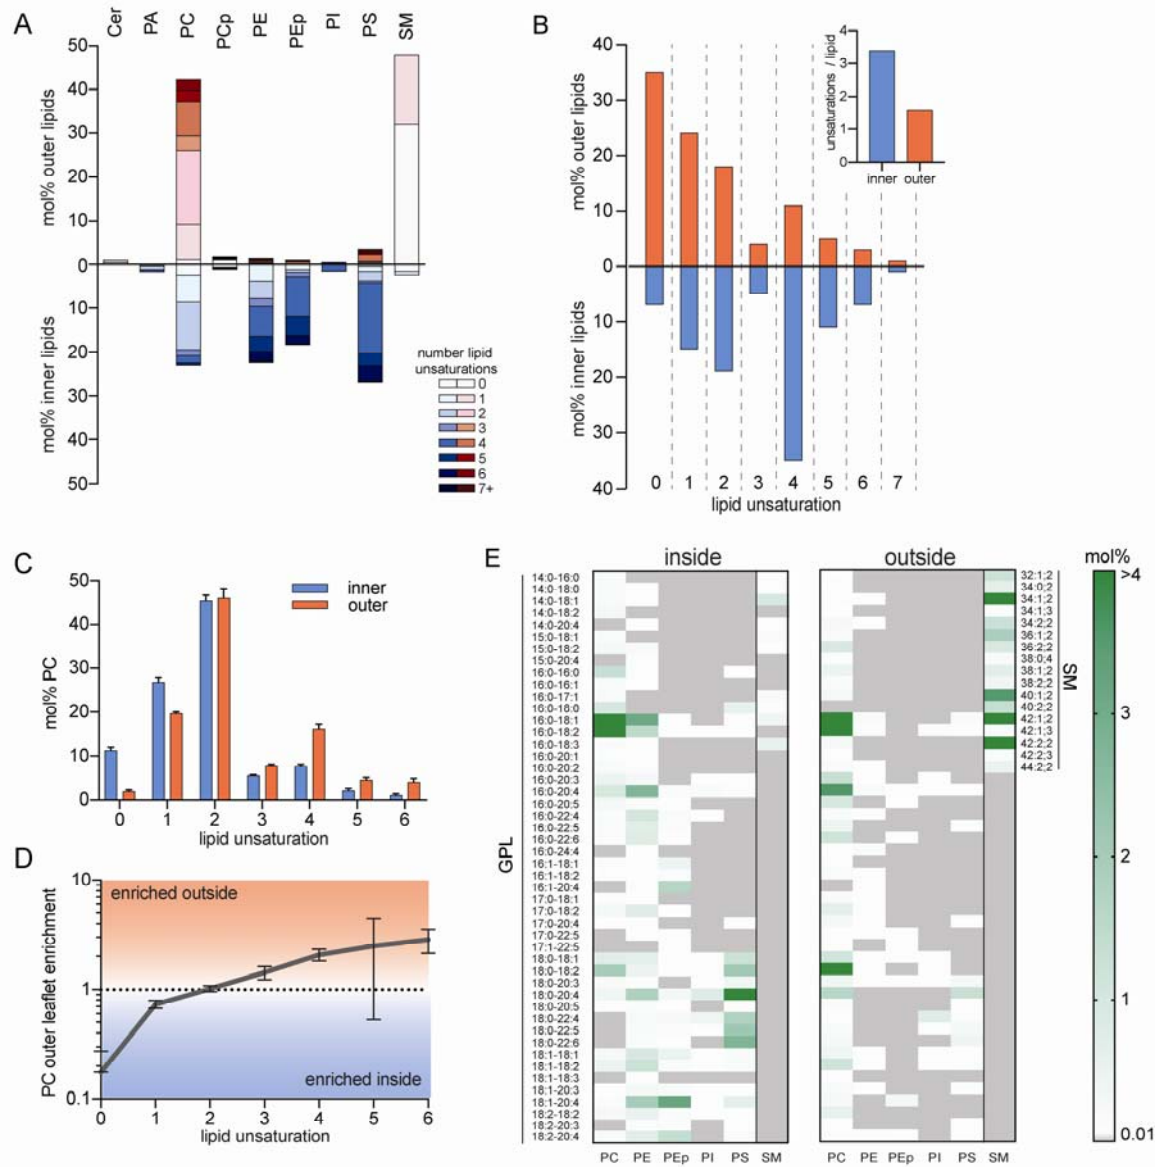 A
Cer
PA
PC
PCp
PE
PEp
PI
PS
SM
50
40
30
20
10
0
10
20
30
40
50
mol% outer lipids
mol% inner lipids
number lipid
unsaturations
0
1
2
3
4
5
6
7+
B
40
30
20
10
0
10
20
30
40
mol% outer lipids
mol% inner lipids
0 1 2 3 4 5 6 7
lipid unsaturation
4
3
2
1
0
unsaturations / lipid
inner outer
C
50
40
30
20
10
0
mol% PC
inner
outer
0 1 2 3 4 5 6
lipid unsaturation
D
10
1
0.1
PC outer leaflet enrichment
enriched outside
enriched inside
0 1 2 3 4 5 6
lipid unsaturation
E
inside
outside
mol%
GPL
14:0-16:0
14:0-18:0
14:0-18:1
14:0-18:2
14:0-20:4
15:0-18:1
15:0-18:2
15:0-20:4
16:0-16:0
16:0-16:1
16:0-17:1
16:0-18:0
16:0-18:1
16:0-18:2
16:0-18:3
16:0-20:1
10:0-20:2
16:0-20:3
16:0-20:4
16:0-20:5
16:0-22:4
16:0-22:5
16:0-22:6
16:0-24:4
16:1-18:1
16:1-18:2
16:1-20:4
17:0-18:1
17:0-18:2
17:0-20:4
17:0-22:5
17:1-22:5
18:0-18:1
18:0-18:2
18:0-20:3
18:0-20:4
18:0-20:5
18:0-22:4
18:0-22:5
18:0-22:6
18:1-18:1
18:1-18:2
18:1-18:3
18:1-20:3
18:1-20:4
18:2-18:2
18:2-20:3
18:2-20:4
PC PE PEp PI PS SM
PC PE PEp PI PS SM
32:1;2
34:0;2
34:1;2
34:1;3
34:2;2
36:1;2
36:2;2
38:0;4
38:1;2
38:2;2
40:1;2
40:2;2
42:1;2
42:1;3
42:2;2
42:2;3
44:2;2
SM
>4
3
2
1
0.01